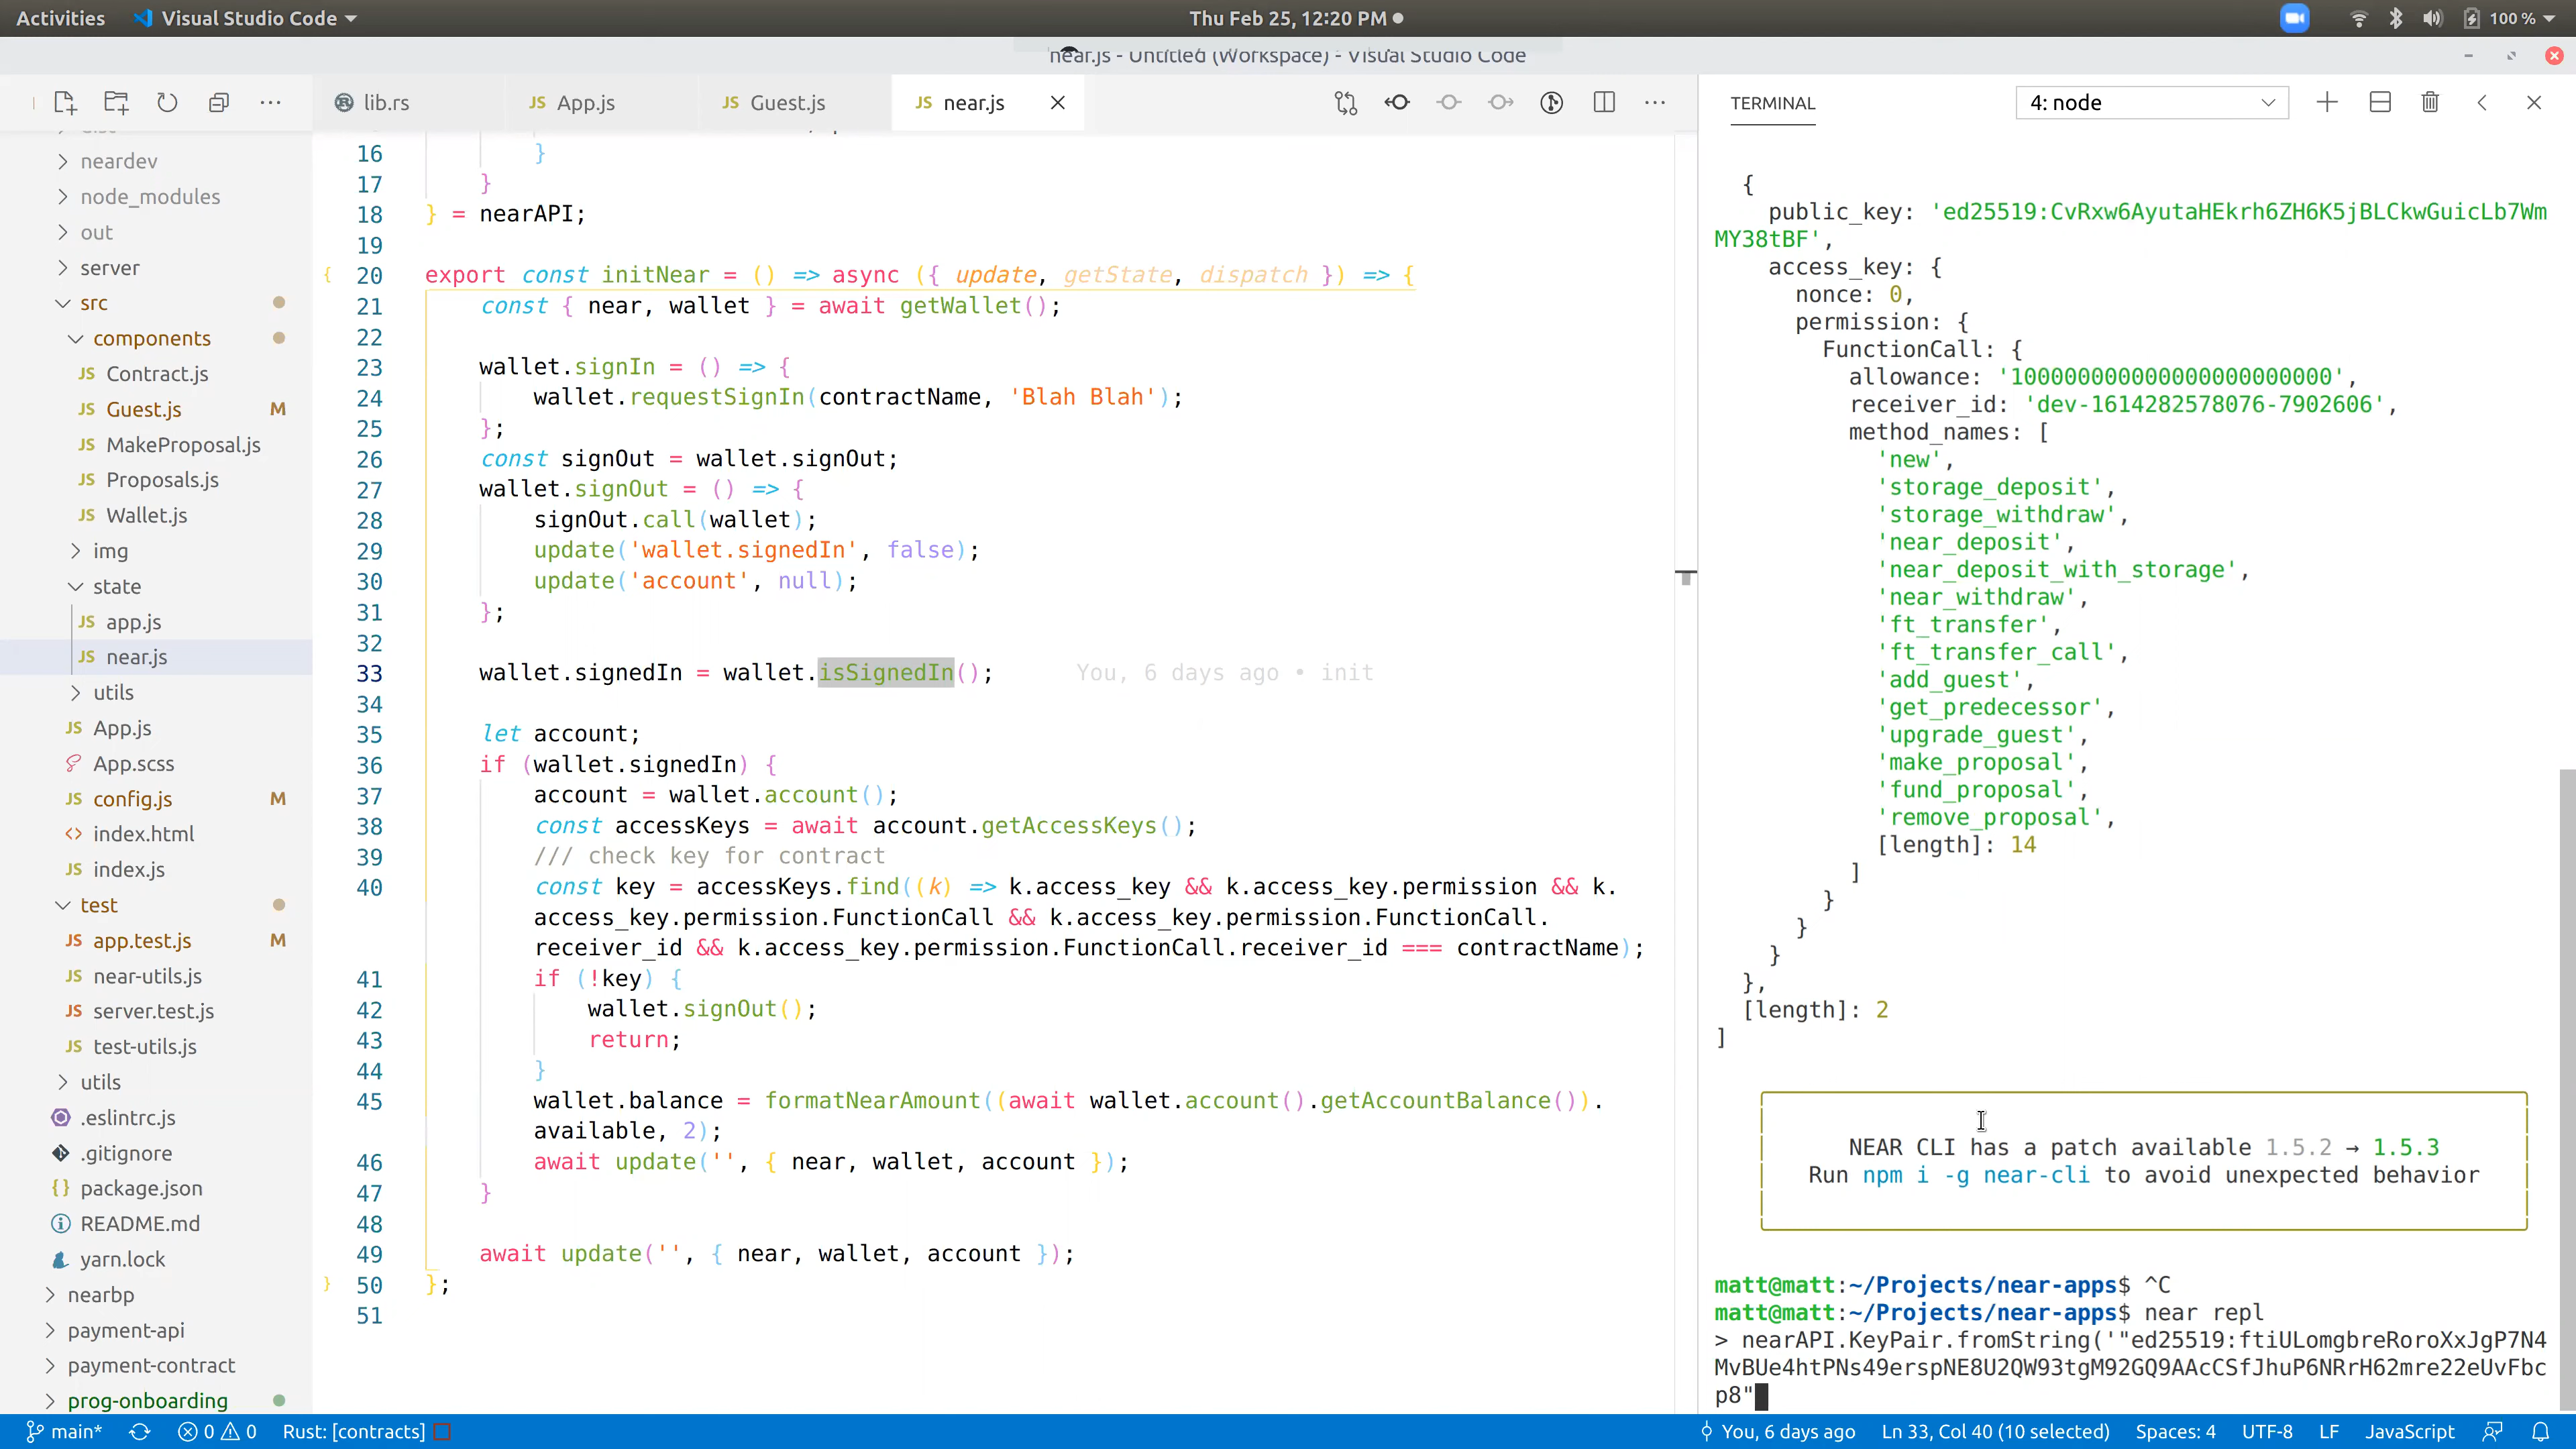 Activities
Visual Studio Code
Thu Feb 25, 12:20 PM
100 %
near.js - Untitled (Workspace) - Visual Studio Code
lib.rs
JS App.js
JS Guest.js
JS near.js
neardev
node_modules
out
server
src
components
JS Contract.js
JS Guest.js M
JS MakeProposal.js
JS Proposals.js
JS Wallet.js
img
state
JS app.js
JS near.js
utils
JS App.js
App.scss
JS config.js M
<> index.html
JS index.js
test
JS app.test.js M
JS near-utils.js
JS server.test.js
JS test-utils.js
utils
.eslintrc.js
.gitignore
{} package.json
README.md
yarn.lock
nearbp
payment-api
payment-contract
prog-onboarding
16 }
17 }
18 } = nearAPI;
19
20 export const initNear = () => async ({ update, getState, dispatch }) => {
21 const { near, wallet } = await getWallet();
22
23 wallet.signIn = () => {
24 wallet.requestSignIn(contractName, 'Blah Blah');
25 };
26 const signOut = wallet.signOut;
27 wallet.signOut = () => {
28 signOut.call(wallet);
29 update('wallet.signedIn', false);
30 update('account', null);
31 };
32
33 wallet.signedIn = wallet.isSignedIn(); You, 6 days ago • init
34
35 let account;
36 if (wallet.signedIn) {
37 account = wallet.account();
38 const accessKeys = await account.getAccessKeys();
39 /// check key for contract
40 const key = accessKeys.find((k) => k.access_key && k.access_key.permission && k.
access_key.permission.FunctionCall && k.access_key.permission.FunctionCall.
receiver_id && k.access_key.permission.FunctionCall.receiver_id === contractName);
41 if (!key) {
42 wallet.signOut();
43 return;
44 }
45 wallet.balance = formatNearAmount((await wallet.account().getAccountBalance()).
available, 2);
46 await update('', { near, wallet, account });
47 }
48
49 await update('', { near, wallet, account });
50 };
51
TERMINAL
4: node
{
public_key: 'ed25519:CvRxw6AyutaHEkrh6ZH6K5jBLCkwGuicLb7Wm
MY38tBF',
access_key: {
nonce: 0,
permission: {
FunctionCall: {
allowance: '1000000000000000000000000',
receiver_id: 'dev-1614282578076-7902606',
method_names: [
'new',
'storage_deposit',
'storage_withdraw',
'near_deposit',
'near_deposit_with_storage',
'near_withdraw',
'ft_transfer',
'ft_transfer_call',
'add_guest',
'get_predecessor',
'upgrade_guest',
'make_proposal',
'fund_proposal',
'remove_proposal',
[length]: 14
]
}
}
}
},
[length]: 2
]
NEAR CLI has a patch available 1.5.2 → 1.5.3
Run npm i -g near-cli to avoid unexpected behavior
matt@matt:~/Projects/near-apps$ ^C
matt@matt:~/Projects/near-apps$ near repl
> nearAPI.KeyPair.fromString('"ed25519:ftiULomgbreRoroXxJgP7N4
MvBUe4htPNs49erspNE8U2QW93tgM92GQ9AAcCSfJhuP6NRrH62mre22eUvFbc
p8"
main*
0
0
Rust: [contracts]
You, 6 days ago
Ln 33, Col 40 (10 selected)
Spaces: 4
UTF-8
LF
JavaScript